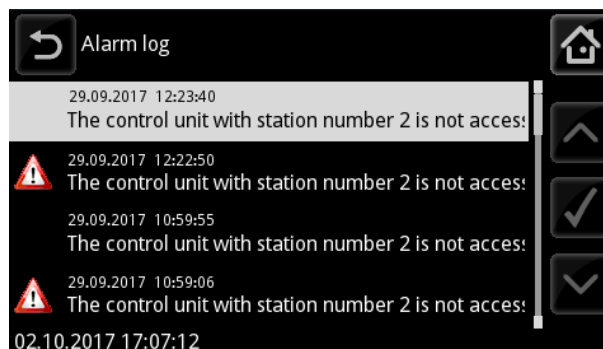 Alarm log
29.09.2017 12:23:40
The control unit with station number 2 is not access
29.09.2017 12:22:50
The control unit with station number 2 is not access
29.09.2017 10:59:55
The control unit with station number 2 is not access
29.09.2017 10:59:06
The control unit with station number 2 is not access
02.10.2017 17:07:12